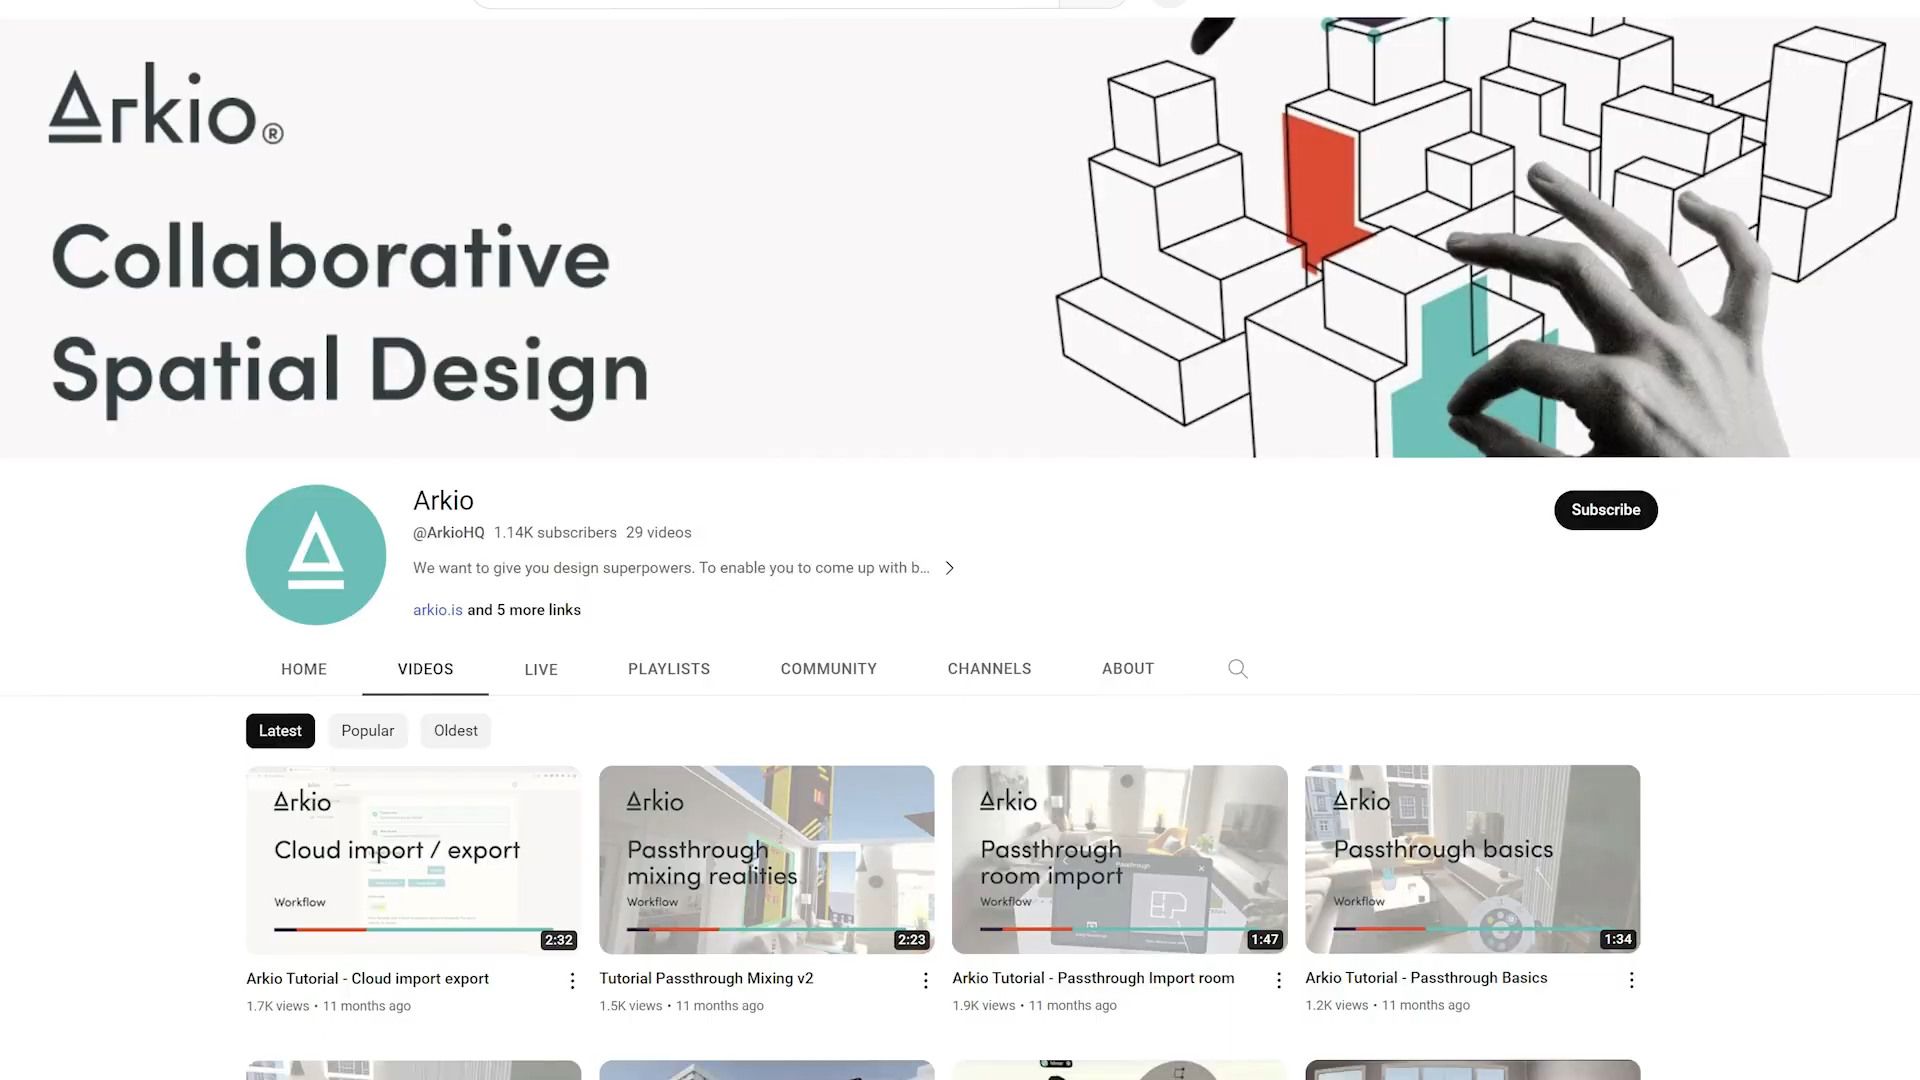 Arkio®
Collaborative
Spatial Design
Arkio
@ArkioHQ 1.14K subscribers 29 videos
We want to give you design superpowers. To enable you to come up with b...
arkio.is and 5 more links
Subscribe
HOME VIDEOS LIVE PLAYLISTS COMMUNITY CHANNELS ABOUT
Latest Popular Oldest
Arkio
Cloud import / export
Workflow
2:32
Arkio
Passthrough
mixing realities
Workflow
2:23
Arkio
Passthrough
room import
Workflow
Passthrough
1:47
Arkio
Passthrough basics
Workflow
1:34
Arkio Tutorial - Cloud import export
1.7K views • 11 months ago
Tutorial Passthrough Mixing v2
1.5K views • 11 months ago
Arkio Tutorial - Passthrough Import room
1.9K views • 11 months ago
Arkio Tutorial - Passthrough Basics
1.2K views • 11 months ago